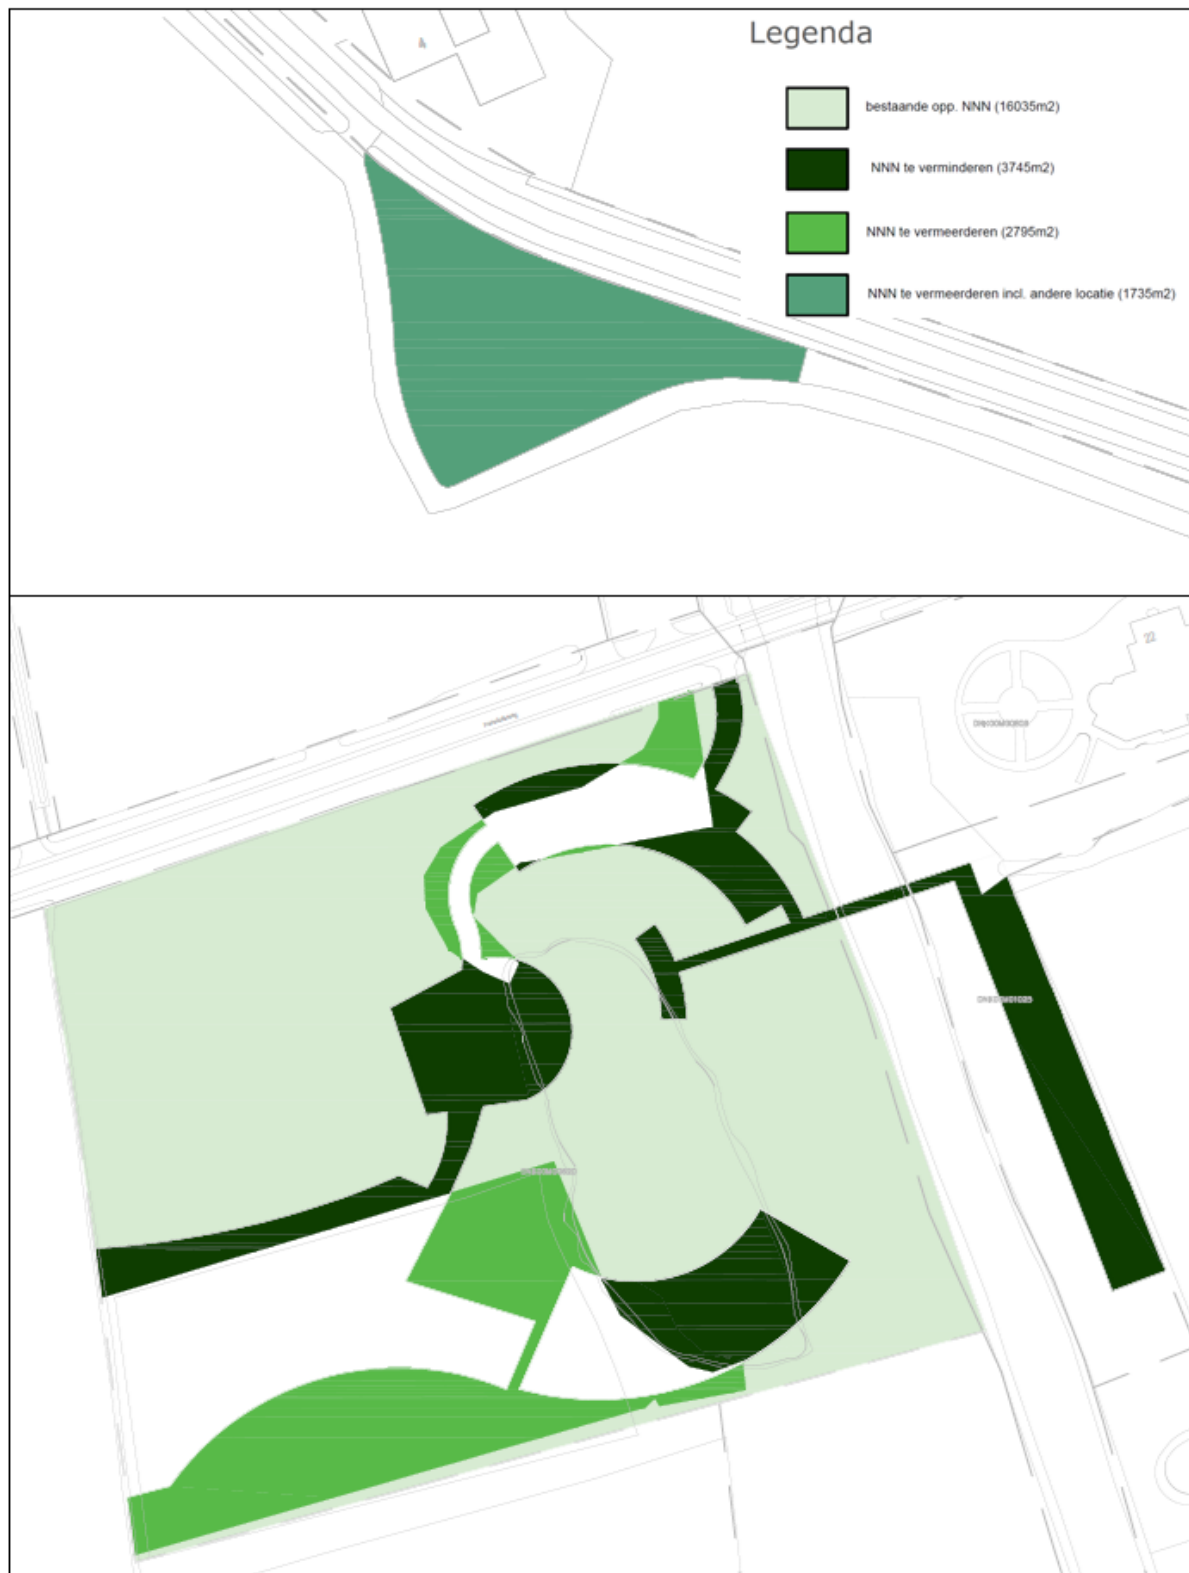 Legenda
4
bestaande opp. NNN (16035m2)
NNN te verminderen (3745m2)
NNN te vermeerderen (2795m2)
NNN te vermeerderen incl. andere locatie (1735m2)
22